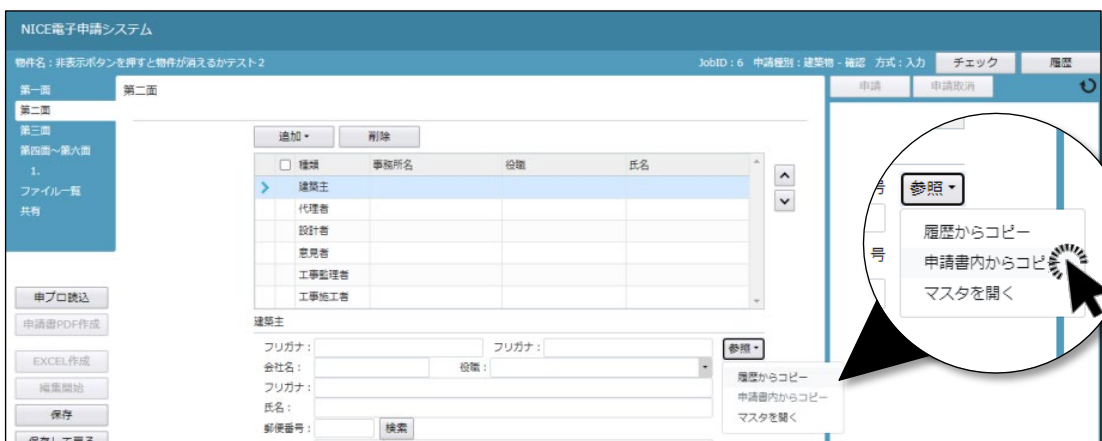 NICE電子申請システム
物件名：非表示ボタンを押すと物件が消えるかテスト2
JobID：6 申請種別：建築物 - 確認 方式：入力
チェック
履歴
第一面
第二面
第三面
第四面～第六面
1.
ファイル一覧
共有
第二面
申請
申請取消
追加
削除
種類 事務所名 役職 氏名
建築主
代理者
設計者
意見者
工事監理者
工事施工者
建築主
フリガナ： フリガナ：
会社名： 役職：
フリガナ：
氏名：
郵便番号： 検索
参照
履歴からコピー
申請書内からコピー
マスタを開く
申プロ読込
申請書PDF作成
EXCEL作成
編集開始
保存
保存して戻る
号
参照
履歴からコピー
号
申請書内からコピ
マスタを開く